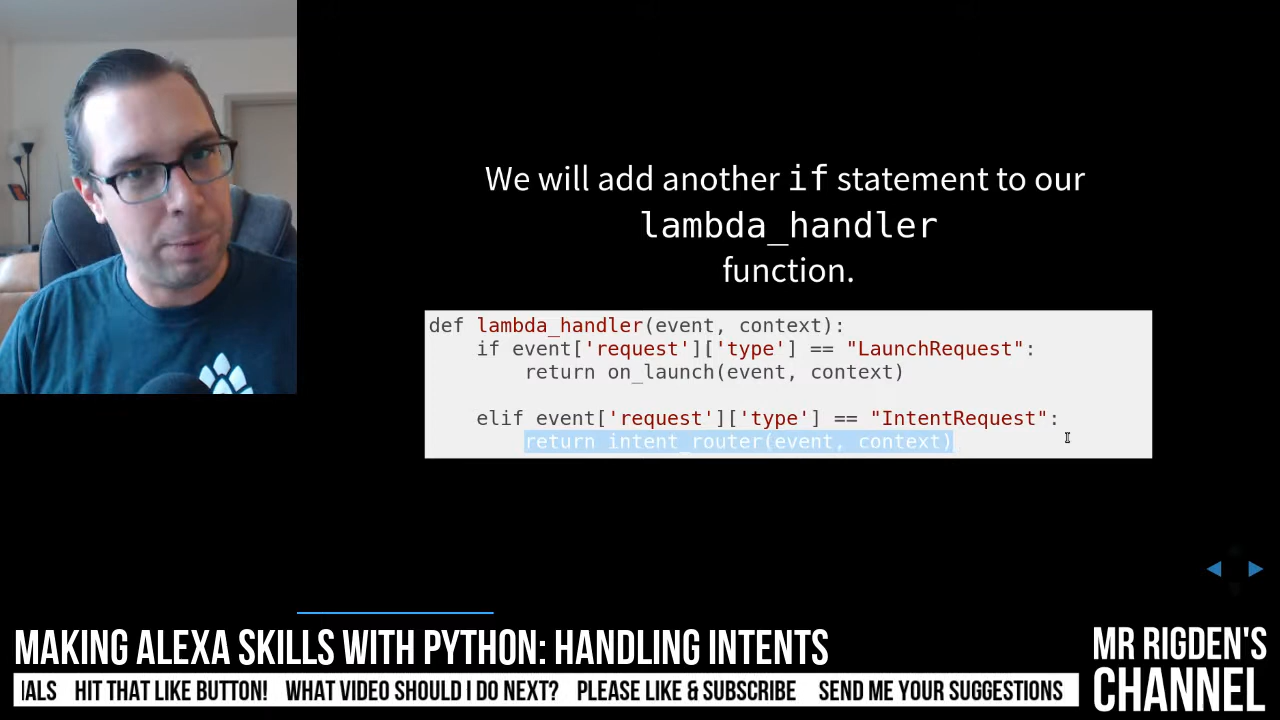 We will add another if statement to our
lambda_handler
function.
def lambda_handler(event, context):
    if event['request']['type'] == "LaunchRequest":
        return on_launch(event, context)
    elif event['request']['type'] == "IntentRequest":
        return intent_router(event, context)
MAKING ALEXA SKILLS WITH PYTHON: HANDLING INTENTS
IALS HIT THAT LIKE BUTTON! WHAT VIDEO SHOULD I DO NEXT? PLEASE LIKE & SUBSCRIBE SEND ME YOUR SUGGESTIONS
MR RIGDEN'S
CHANNEL